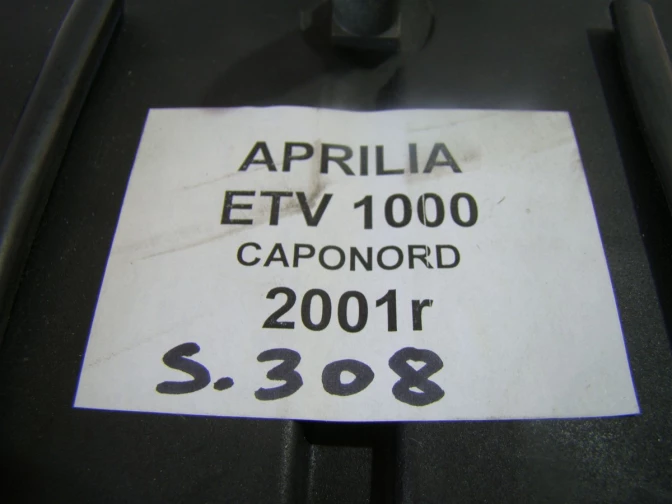 APRILIA
ETV 1000
CAPONORD
2001r
S.308